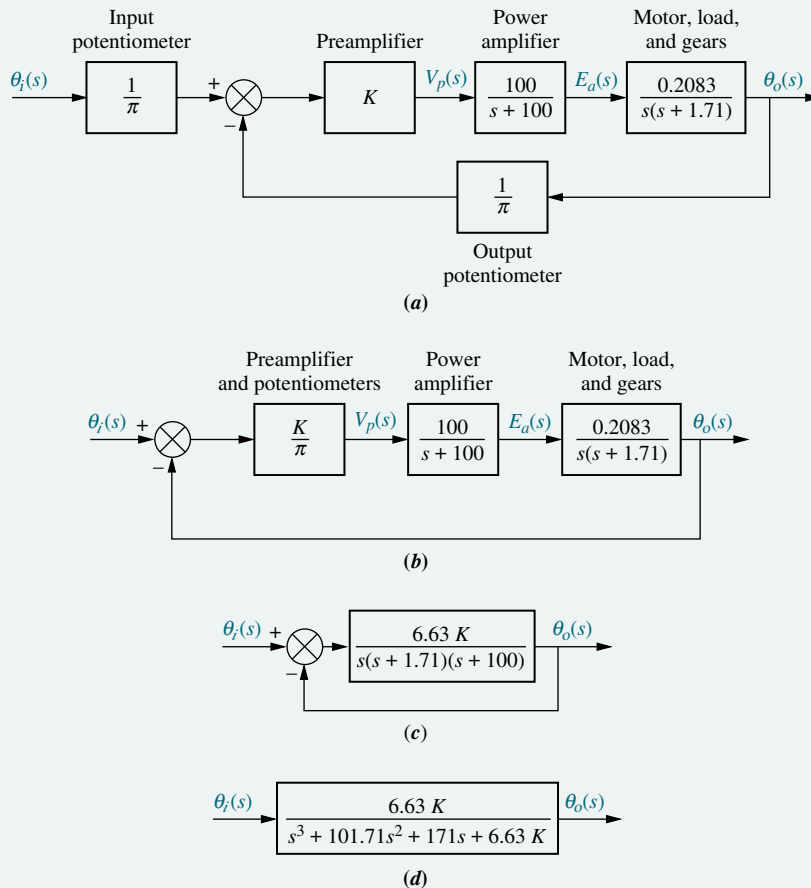 Input
potentiometer
Preamplifier
Power
amplifier
Motor, load,
and gears
θi(s)
1/π
+
−
K
Vp(s)
100/(s + 100)
Ea(s)
0.2083/(s(s + 1.71))
θo(s)
1/π
Output
potentiometer
(a)
Preamplifier
and potentiometers
Power
amplifier
Motor, load,
and gears
θi(s)
+
−
K/π
Vp(s)
100/(s + 100)
Ea(s)
0.2083/(s(s + 1.71))
θo(s)
(b)
θi(s)
+
−
6.63 K/(s(s + 1.71)(s + 100))
θo(s)
(c)
θi(s)
6.63 K/(s³ + 101.71s² + 171s + 6.63 K)
θo(s)
(d)